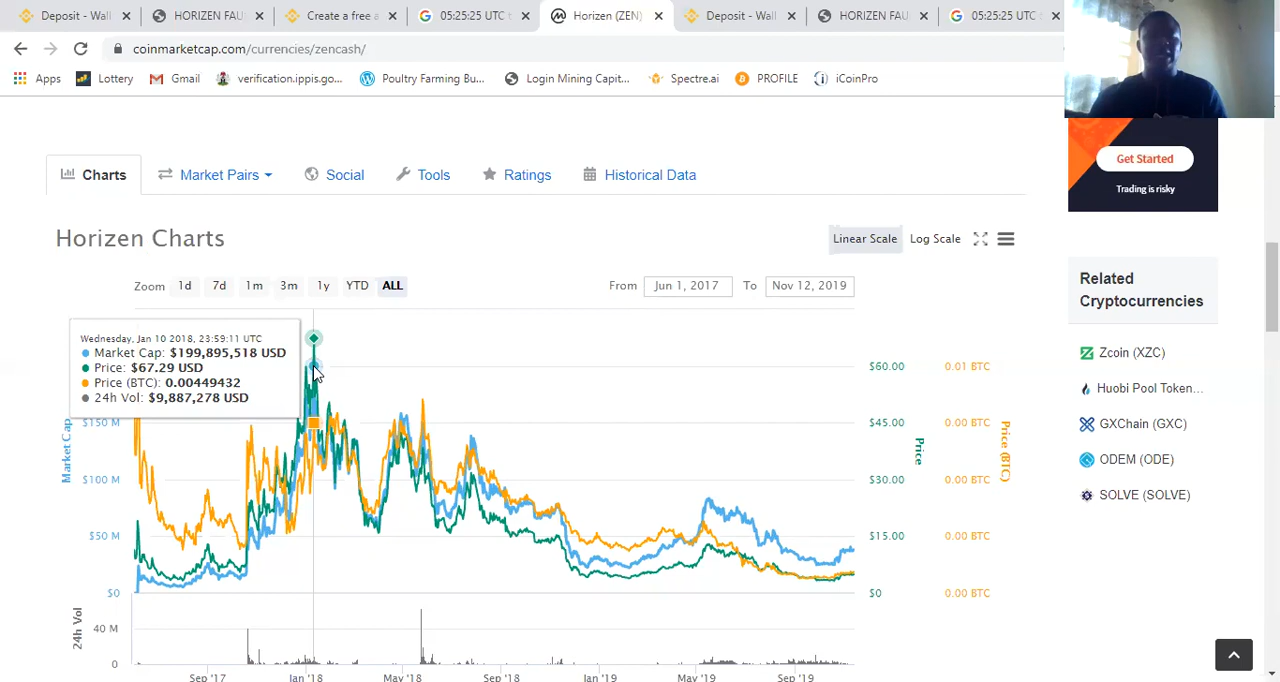 Deposit - Wall
HORIZEN FAU
Create a free a
05:25:25 UTC t
Horizen (ZEN)
Deposit - Wall
HORIZEN FAU
05:25:25 UTC
coinmarketcap.com/currencies/zencash/
Apps
Lottery
Gmail
verification.ippis.go...
Poultry Farming Bu...
Login Mining Capit...
Spectre.ai
PROFILE
iCoinPro
Get Started
Trading is risky
Charts
Market Pairs
Social
Tools
Ratings
Historical Data
Horizen Charts
Linear Scale
Log Scale
Zoom 1d 7d 1m 3m 1y YTD ALL
From Jun 1, 2017 To Nov 12, 2019
Wednesday, Jan 10 2018, 23:59:11 UTC
Market Cap: $199,895,518 USD
Price: $67.29 USD
Price (BTC): 0.00449432
24h Vol: $9,887,278 USD
$150 M
$100 M
$50 M
$0
Market Cap
$60.00
$45.00
$30.00
$15.00
$0
Price
0.01 BTC
0.00 BTC
0.00 BTC
0.00 BTC
0.00 BTC
Price (BTC)
24h Vol
40 M
0
Sep '17
Jan '18
May '18
Sep '18
Jan '19
May '19
Sep '19
Related
Cryptocurrencies
Zcoin (XZC)
Huobi Pool Token...
GXChain (GXC)
ODEM (ODE)
SOLVE (SOLVE)